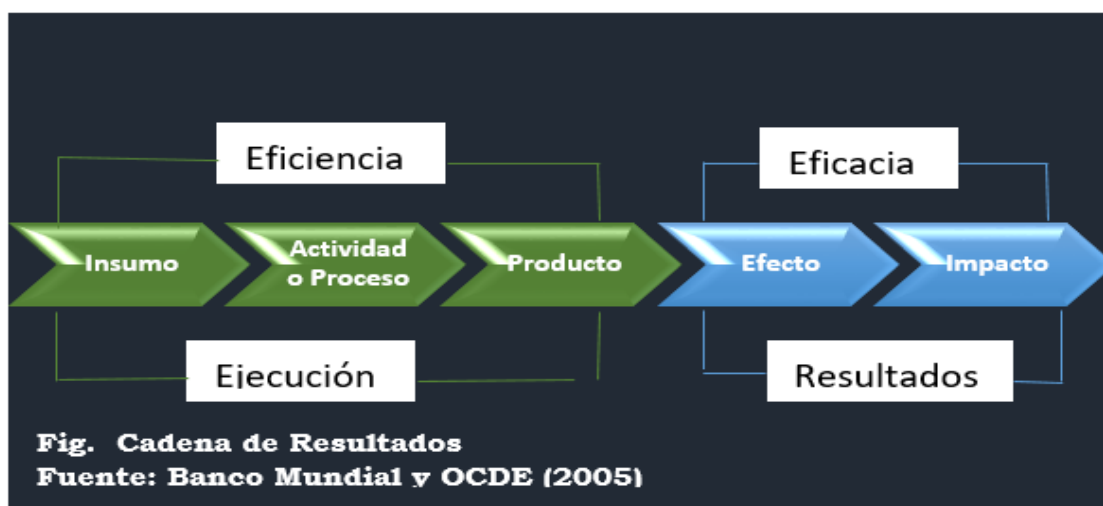 Eficiencia
Eficacia
Insumo
Actividad
o Proceso
Producto
Efecto
Impacto
Ejecución
Resultados
Fig. Cadena de Resultados
Fuente: Banco Mundial y OCDE (2005)